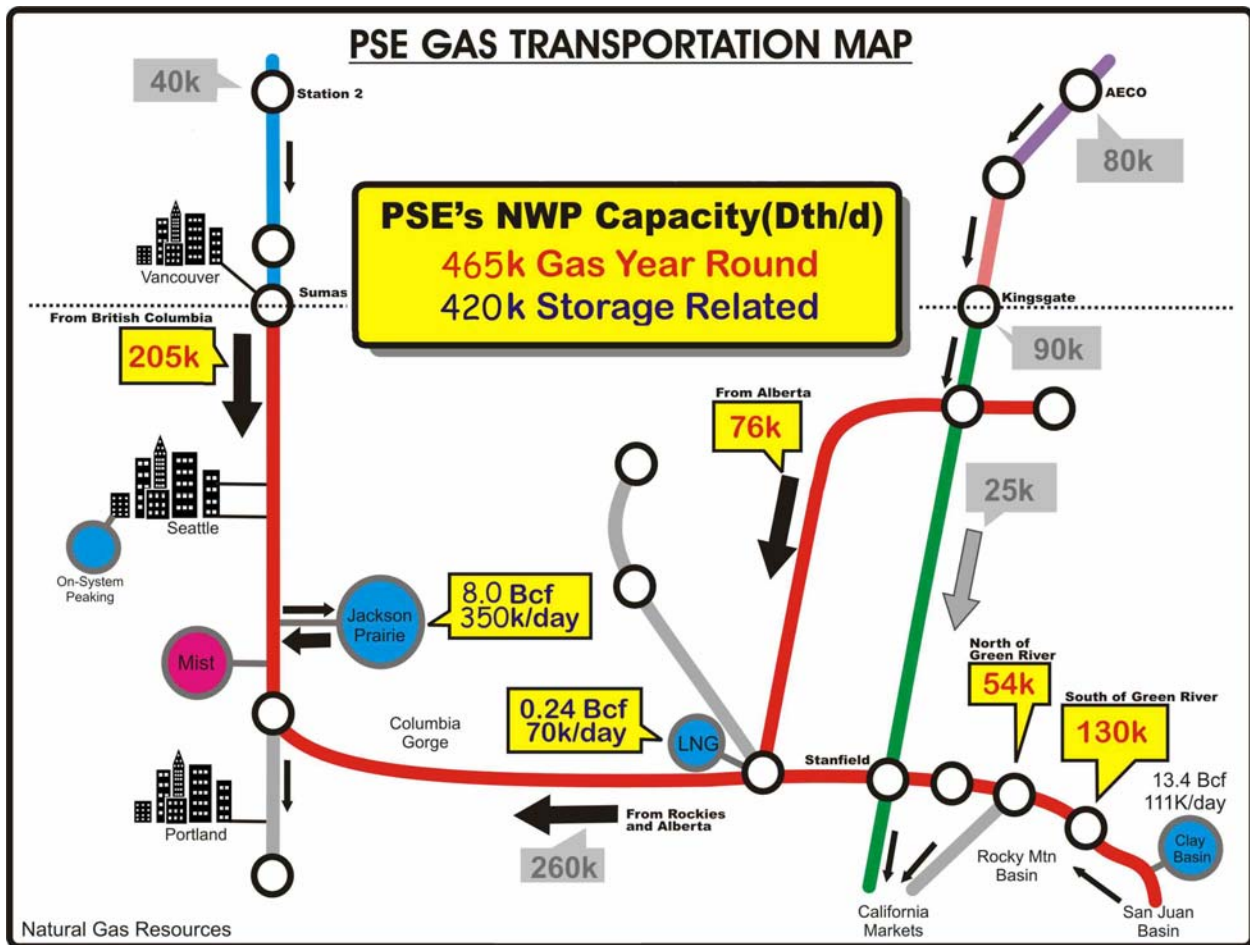 PSE GAS TRANSPORTATION MAP
40k
Station 2
AECO
80k
PSE's NWP Capacity(Dth/d)
465k Gas Year Round
420k Storage Related
Vancouver
Sumas
Kingsgate
From British Columbia
205k
90k
From Alberta
76k
25k
Seattle
On-System
Peaking
Jackson
Prairie
8.0 Bcf
350k/day
Mist
North of
Green River
54k
South of Green River
130k
Columbia
Gorge
0.24 Bcf
70k/day
LNG
Stanfield
13.4 Bcf
111K/day
Clay
Basin
Portland
From Rockies
and Alberta
260k
Rocky Mtn
Basin
California
Markets
San Juan
Basin
Natural Gas Resources